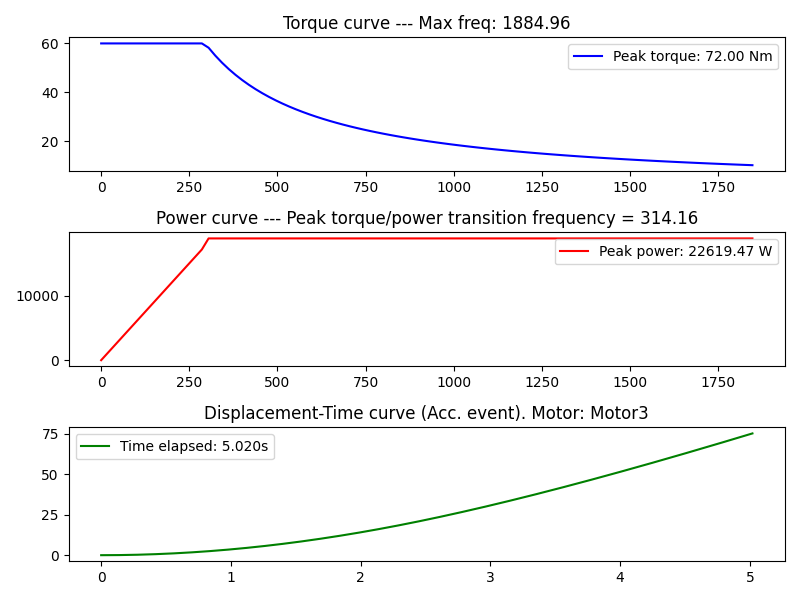 Torque curve --- Max freq: 1884.96
60
40
20
Peak torque: 72.00 Nm
0 250 500 750 1000 1250 1500 1750
Power curve --- Peak torque/power transition frequency = 314.16
10000
0
Peak power: 22619.47 W
0 250 500 750 1000 1250 1500 1750
Displacement-Time curve (Acc. event). Motor: Motor3
75
50
25
0
Time elapsed: 5.020s
0 1 2 3 4 5